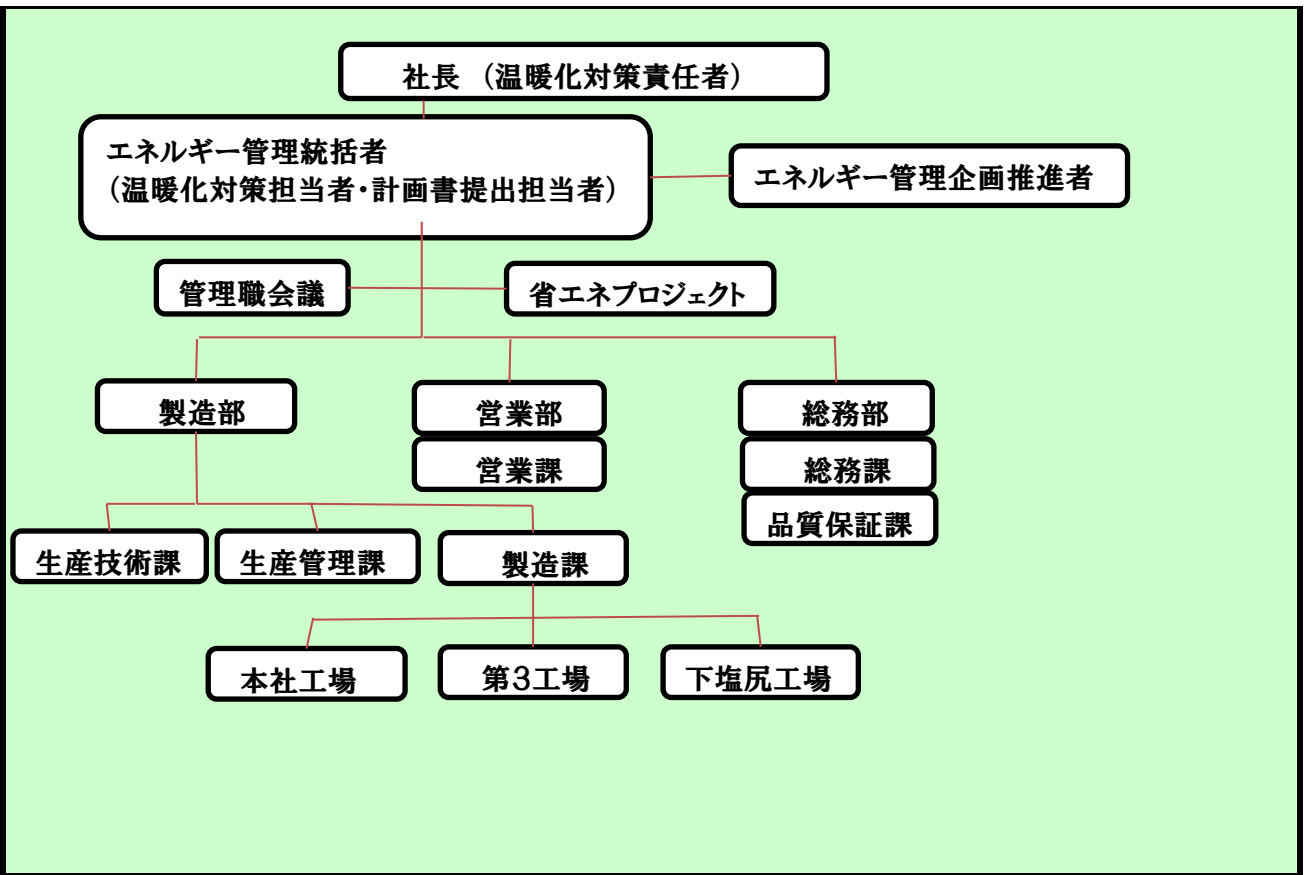 社長 （温暖化対策責任者）
エネルギー管理統括者
（温暖化対策担当者・計画書提出担当者）
エネルギー管理企画推進者
管理職会議
省エネプロジェクト
製造部
営業部
総務部
営業課
総務課
品質保証課
生産技術課
生産管理課
製造課
本社工場
第3工場
下塩尻工場